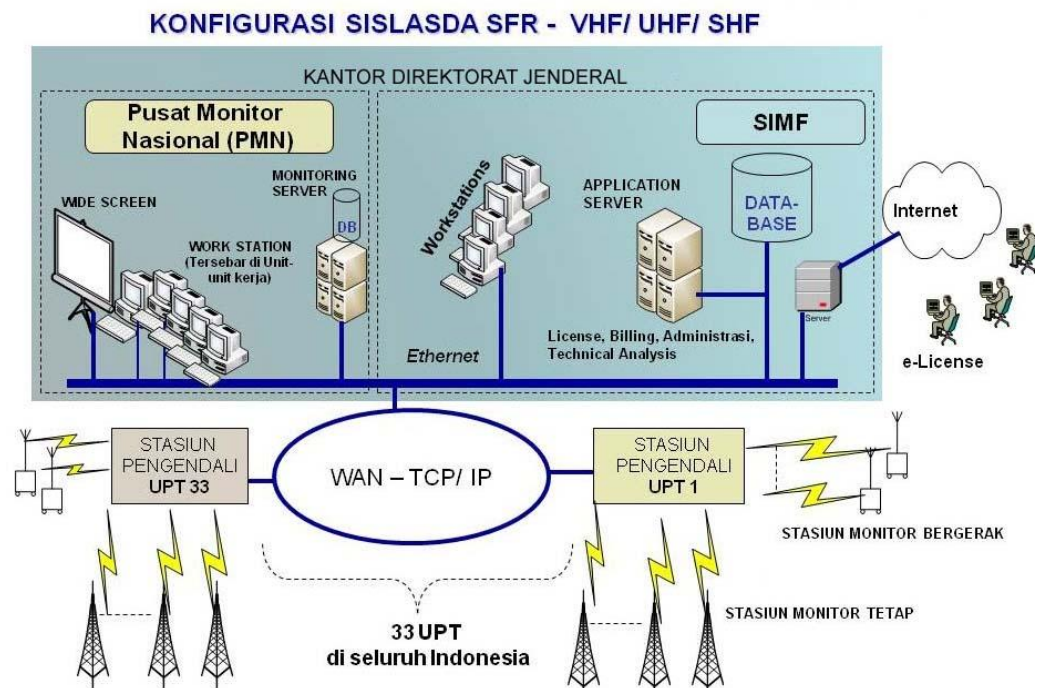 KONFIGURASI SISLASDA SFR - VHF/ UHF/ SHF
KANTOR DIREKTORAT JENDERAL
Pusat Monitor
Nasional (PMN)
SIMF
WIDE SCREEN
WORK STATION
(Tersebar di Unit-
unit kerja)
MONITORING
SERVER
DB
Workstations
APPLICATION
SERVER
DATA-
BASE
Internet
Server
License, Billing, Administrasi,
Technical Analysis
Ethernet
e-License
STASIUN
PENGENDALI
UPT 33
WAN – TCP/ IP
STASIUN
PENGENDALI
UPT 1
STASIUN MONITOR BERGERAK
STASIUN MONITOR TETAP
33 UPT
di seluruh Indonesia